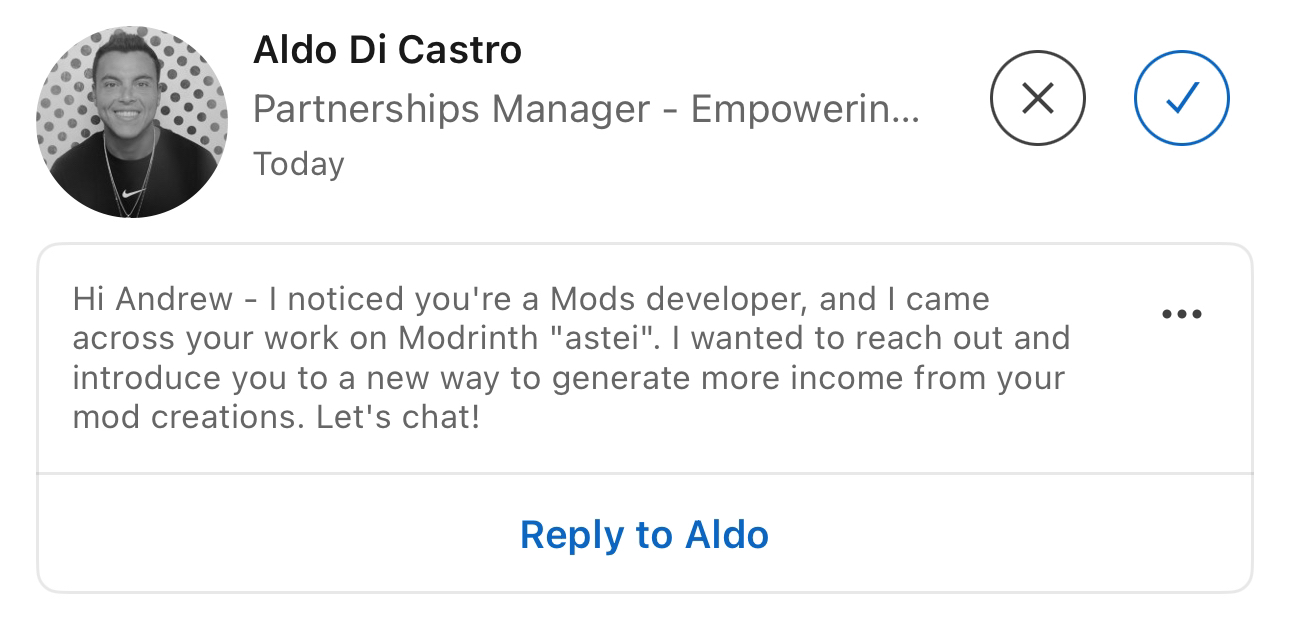 Aldo Di Castro
Partnerships Manager - Empowerin...
Today
Hi Andrew - I noticed you're a Mods developer, and I came
across your work on Modrinth "astei". I wanted to reach out and
introduce you to a new way to generate more income from your
mod creations. Let's chat!
Reply to Aldo